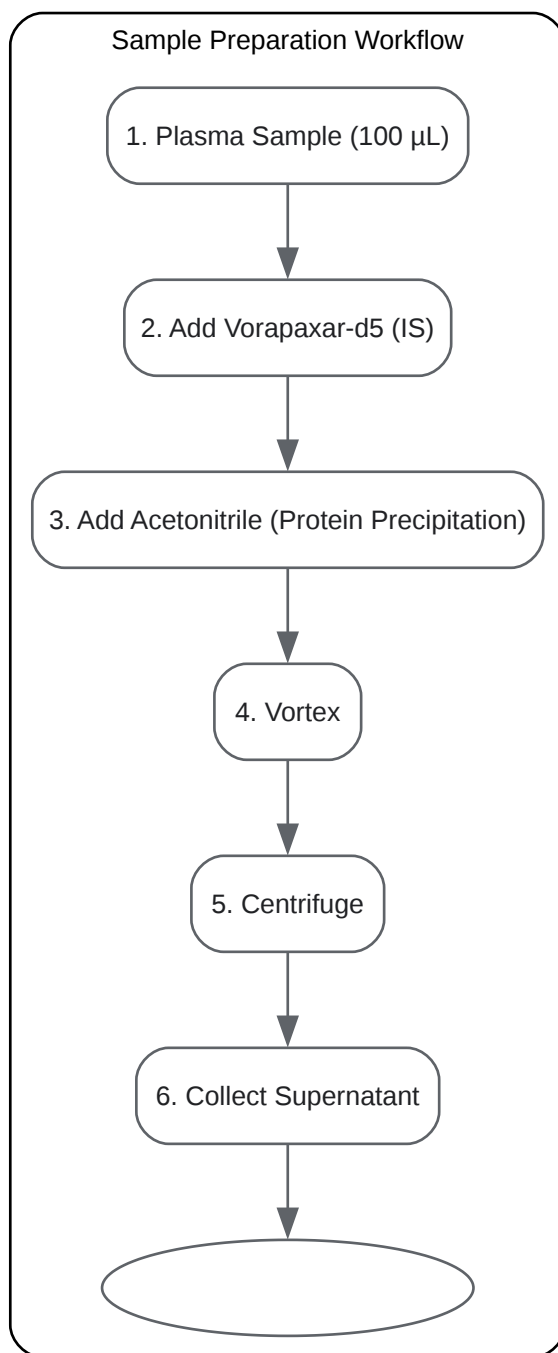 Sample Preparation Workflow
1. Plasma Sample (100 µL)
2. Add Vorapaxar-d5 (IS)
3. Add Acetonitrile (Protein Precipitation)
4. Vortex
5. Centrifuge
6. Collect Supernatant